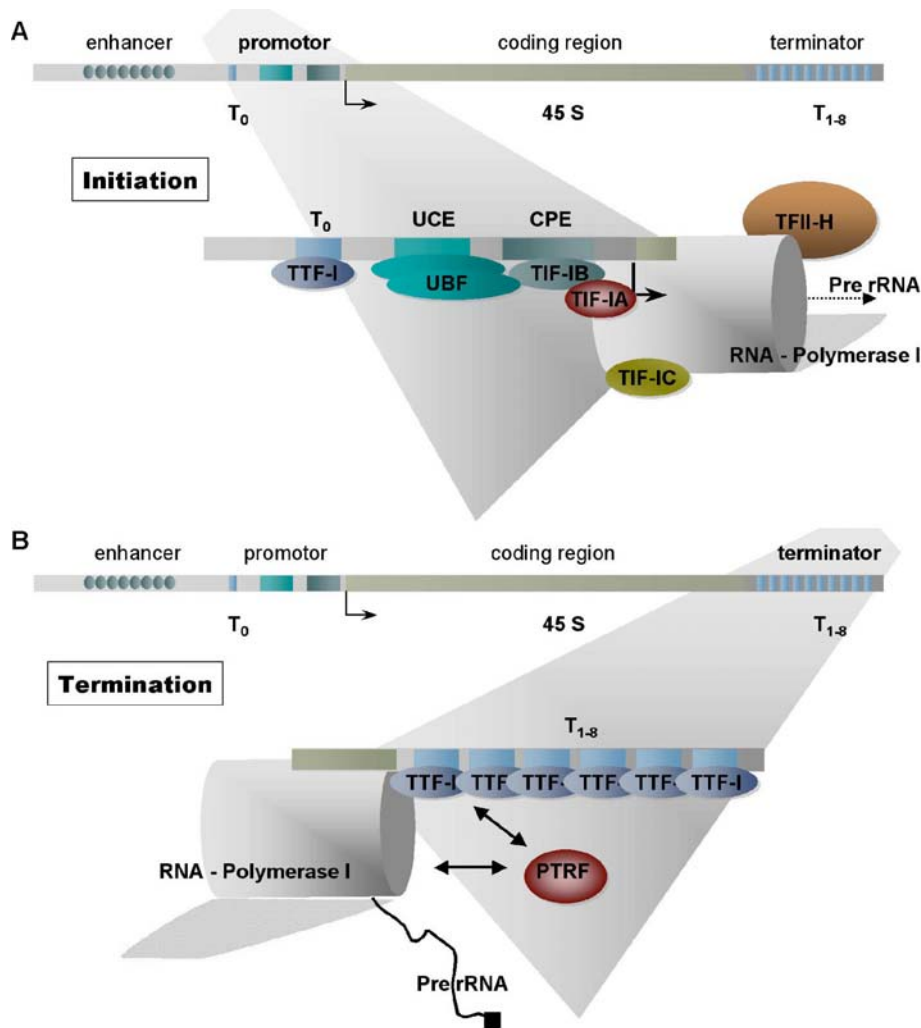 A
enhancer promotor coding region terminator
T0 45 S T1-8
Initiation
T0 UCE CPE
TFII-H
TTF-I UBF TIF-IB
TIF-IA
Pre rRNA
RNA - Polymerase I
TIF-IC
B
enhancer promotor coding region terminator
T0 45 S T1-8
Termination
T1-8
TTF-I TTF TTF- TTF- TTF- TTF-I
RNA - Polymerase I
PTRF
Pre rRNA